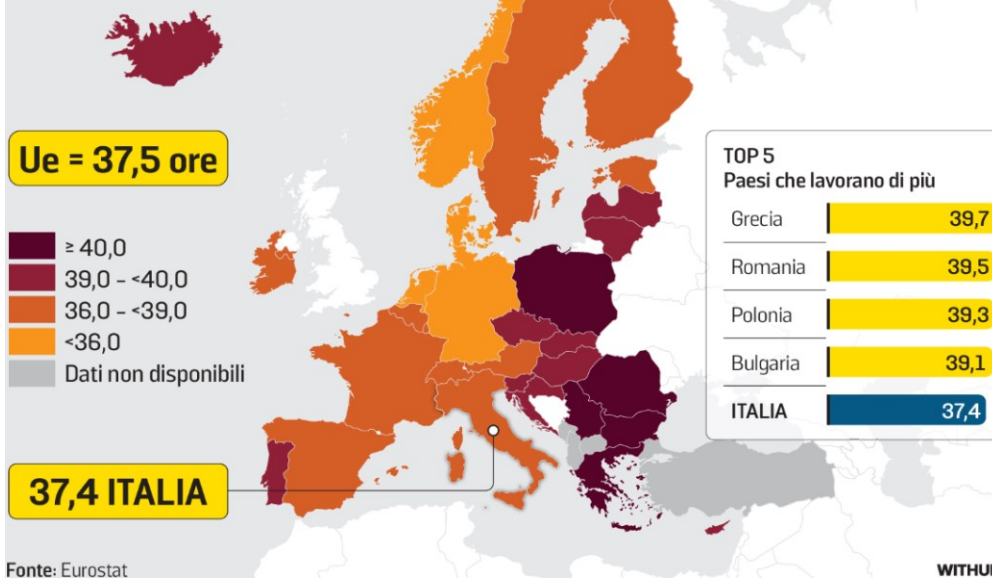 Ue = 37,5 ore
≥ 40,0
39,0 - <40,0
36,0 - <39,0
<36,0
Dati non disponibili
37,4 ITALIA
TOP 5
Paesi che lavorano di più
Grecia 39,7
Romania 39,5
Polonia 39,3
Bulgaria 39,1
ITALIA 37,4
Fonte: Eurostat